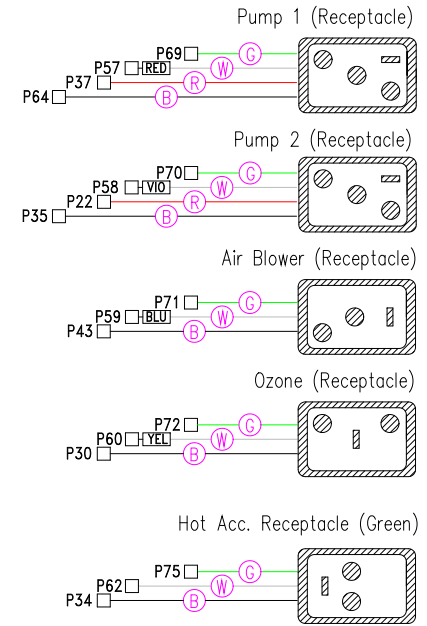 Pump 1 (Receptacle)
P69 G
P57 RED W
P37 R
P64 B
Pump 2 (Receptacle)
P70 G
P58 VIO W
P22 R
P35 B
Air Blower (Receptacle)
P71 G
P59 BLU W
P43 B
Ozone (Receptacle)
P72 G
P60 YEL W
P30 B
Hot Acc. Receptacle (Green)
P75 G
P62 W
P34 B